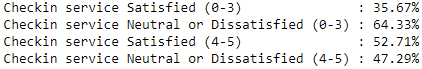 Checkin service Satisfied (0-3) : 35.67%
Checkin service Neutral or Dissatisfied (0-3) : 64.33%
Checkin service Satisfied (4-5) : 52.71%
Checkin service Neutral or Dissatisfied (4-5) : 47.29%